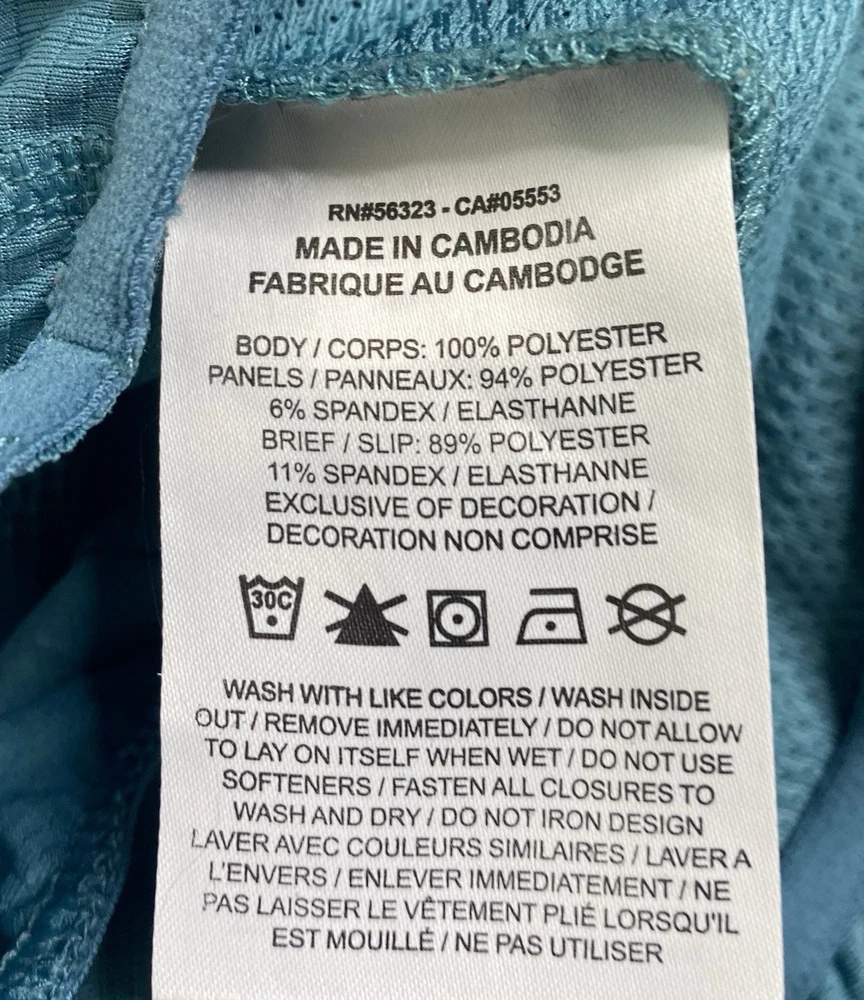 RN#56323 - CA#05553
MADE IN CAMBODIA
FABRIQUE AU CAMBODGE
BODY / CORPS: 100% POLYESTER
PANELS / PANNEAUX: 94% POLYESTER
6% SPANDEX / ELASTHANNE
BRIEF / SLIP: 89% POLYESTER
11% SPANDEX / ELASTHANNE
EXCLUSIVE OF DECORATION /
DECORATION NON COMPRISE
30C
WASH WITH LIKE COLORS / WASH INSIDE
OUT / REMOVE IMMEDIATELY / DO NOT ALLOW
TO LAY ON ITSELF WHEN WET / DO NOT USE
SOFTENERS / FASTEN ALL CLOSURES TO
WASH AND DRY / DO NOT IRON DESIGN
LAVER AVEC COULEURS SIMILAIRES / LAVER A
L'ENVERS / ENLEVER IMMEDIATEMENT / NE
PAS LAISSER LE VÊTEMENT PLIÉ LORSQU'IL
EST MOUILLÉ / NE PAS UTILISER